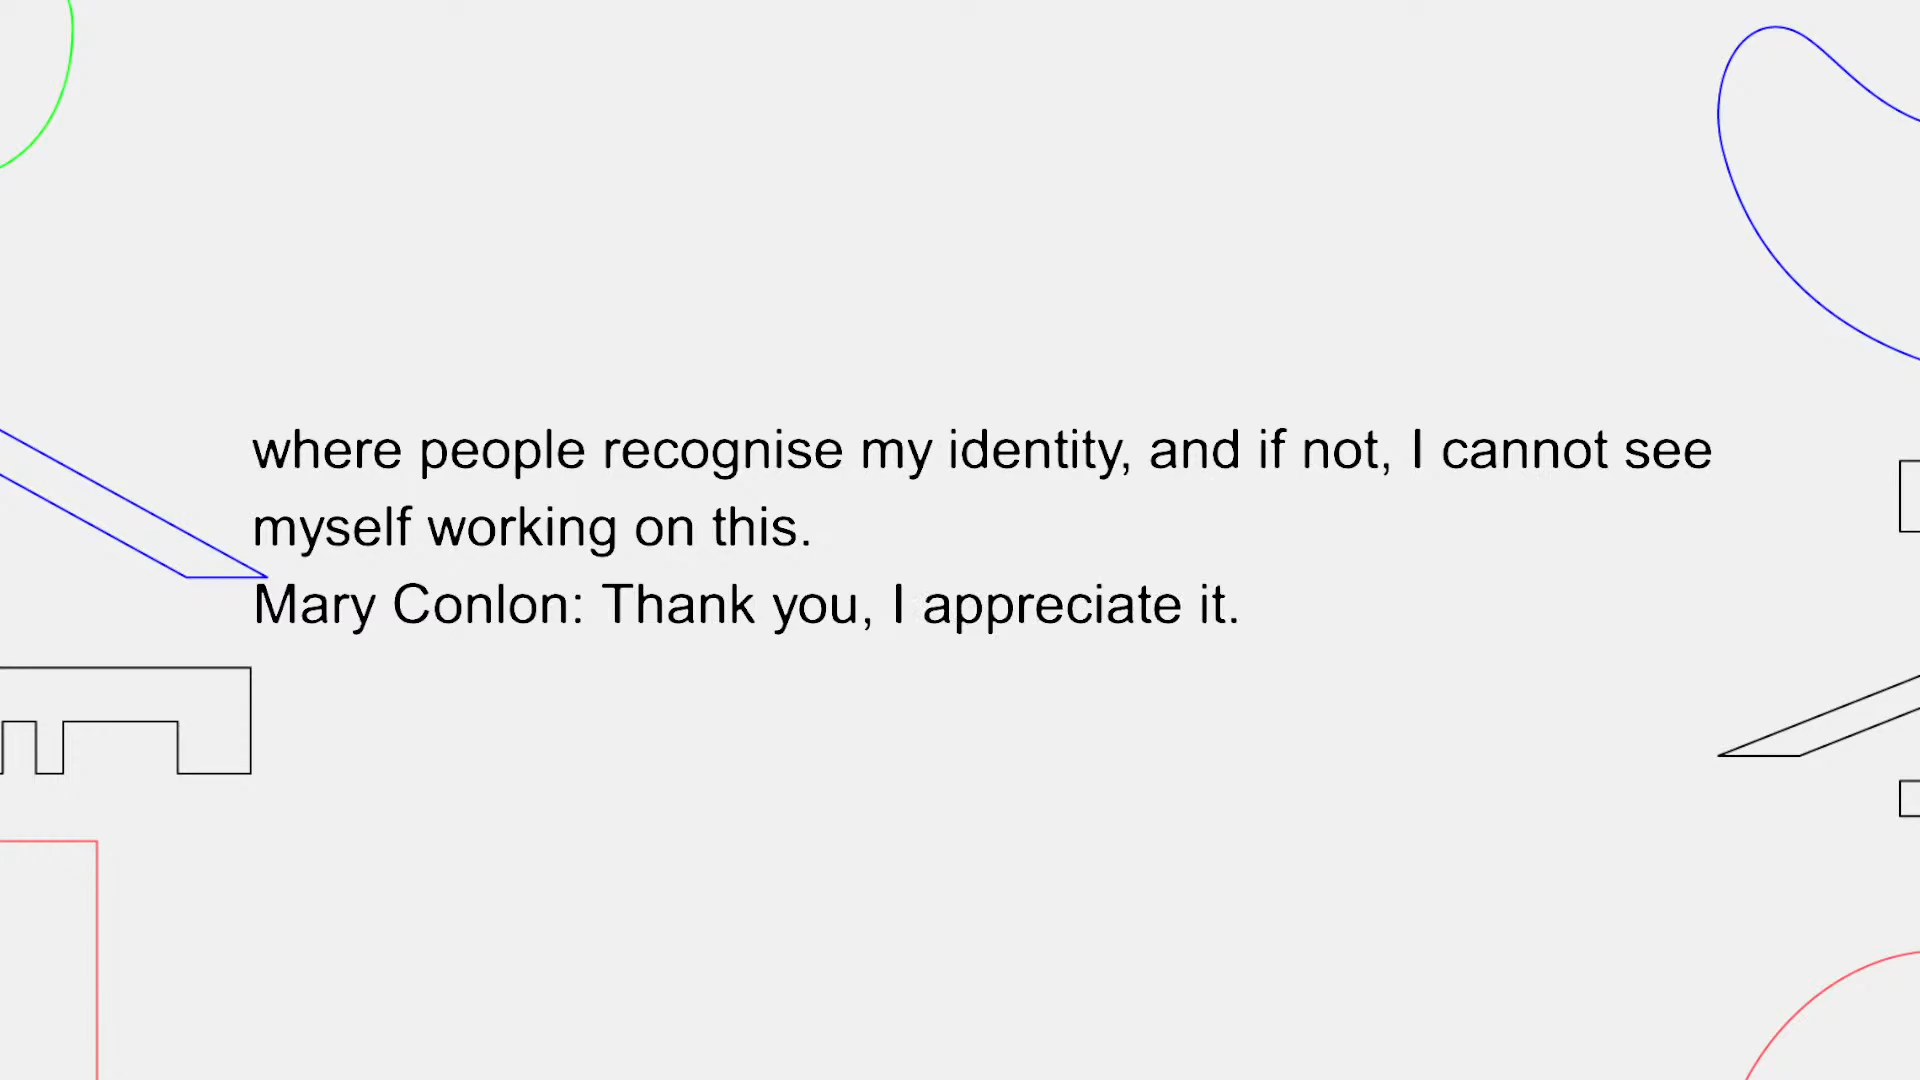 where people recognise my identity, and if not, I cannot see
myself working on this.
Mary Conlon: Thank you, I appreciate it.